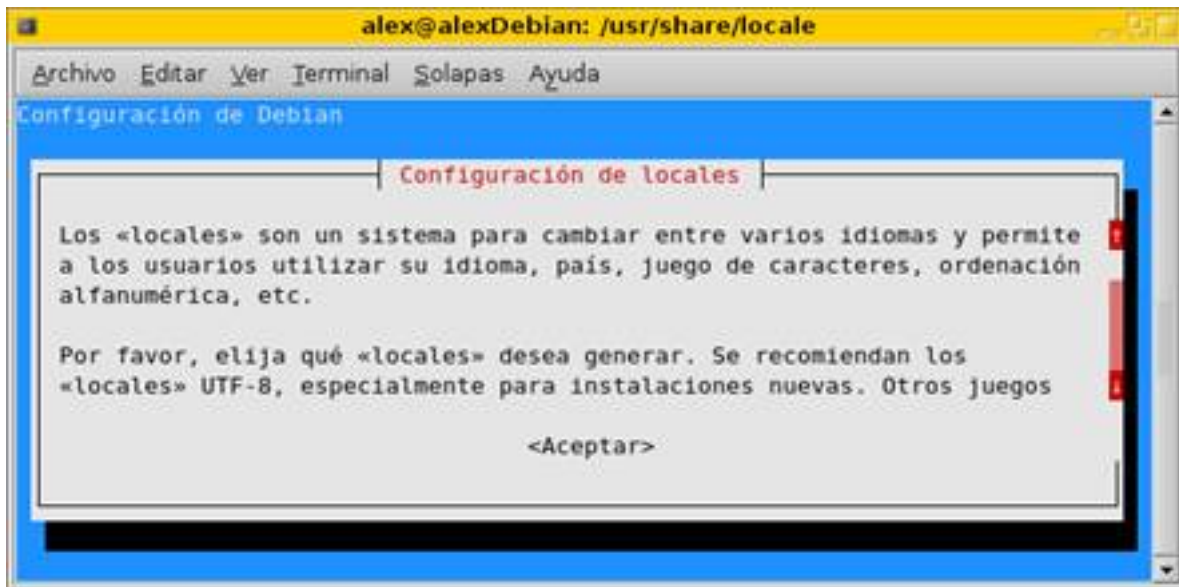 alex@alexDebian: /usr/share/locale
Archivo Editar Ver Terminal Solapas Ayuda
Configuración de Debian
Configuración de locales
Los «locales» son un sistema para cambiar entre varios idiomas y permite
a los usuarios utilizar su idioma, país, juego de caracteres, ordenación
alfanumérica, etc.
Por favor, elija qué «locales» desea generar. Se recomiendan los
«locales» UTF-8, especialmente para instalaciones nuevas. Otros juegos
<Aceptar>